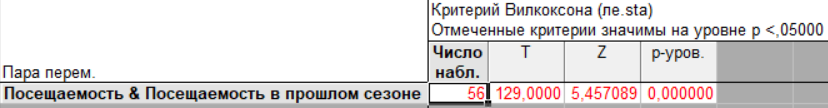 Критерий Вилкоксона (ле.sta)
Отмеченные критерии значимы на уровне p <,05000
Пара перем. Число набл. T Z p-уров.
Посещаемость & Посещаемость в прошлом сезоне 56 129,0000 5,457089 0,000000